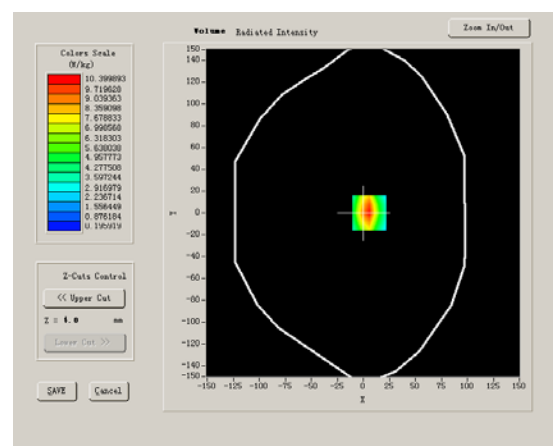 Volume Radiated Intensity
Zoom In/Out
Colors Scale
(W/kg)
10.399893
9.719628
9.039363
8.359098
7.678833
6.998568
6.318303
5.638038
4.957773
4.277508
3.597244
2.916979
2.236714
1.556449
0.876184
0.195919
Z-Cuts Control
<< Upper Cut
Z = 4.0 mm
Lower Cut >>
SAVE
Cancel
150
140
120
100
80
60
40
20
0
-20
-40
-60
-80
-100
-120
-140
-150
-150 -125 -100 -75 -50 -25 0 25 50 75 100 125 150
X